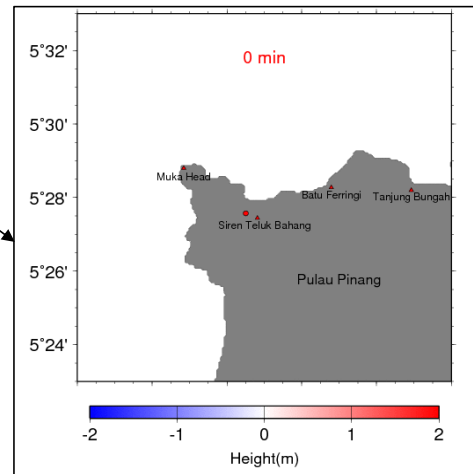 5°32'
0 min
5°30'
Muka Head
5°28'
Batu Ferringi
Tanjung Bungah
Siren Teluk Bahang
5°26'
Pulau Pinang
5°24'
-2 -1 0 1 2
Height(m)